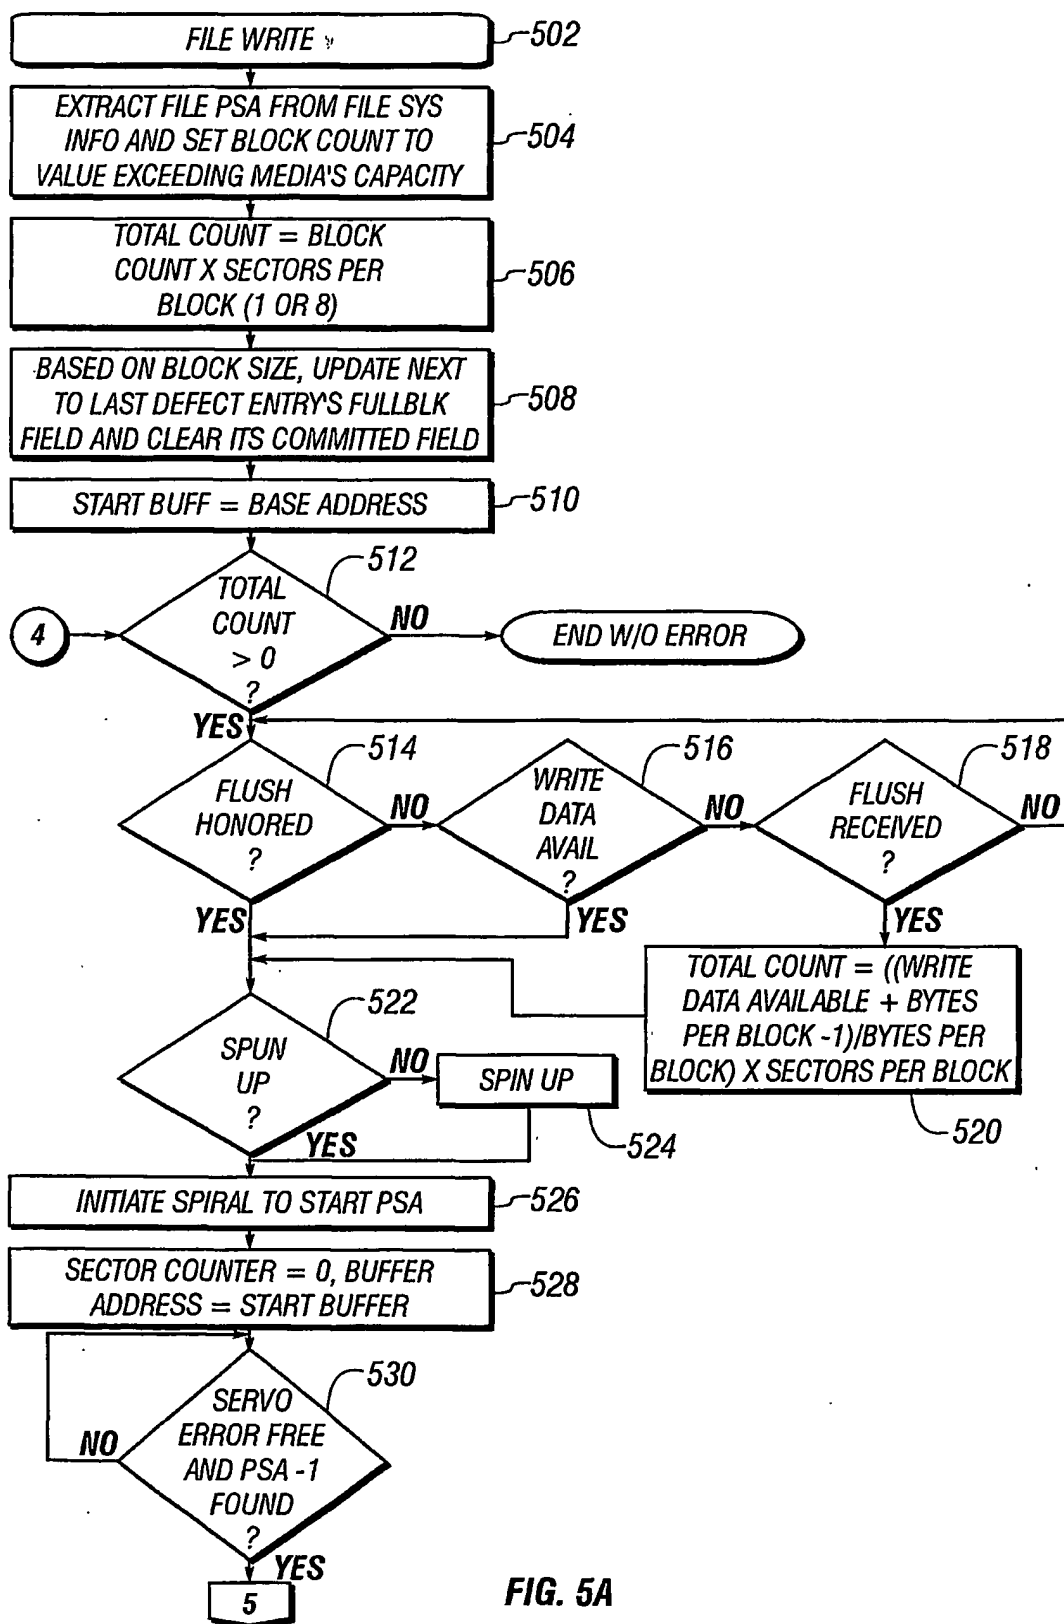 FILE WRITE
502
EXTRACT FILE PSA FROM FILE SYS
INFO AND SET BLOCK COUNT TO
VALUE EXCEEDING MEDIA'S CAPACITY
504
TOTAL COUNT = BLOCK
COUNT X SECTORS PER
BLOCK (1 OR 8)
506
BASED ON BLOCK SIZE, UPDATE NEXT
TO LAST DEFECT ENTRY'S FULLBLK
FIELD AND CLEAR ITS COMMITTED FIELD
508
START BUFF = BASE ADDRESS
510
4
TOTAL
COUNT
> 0
?
512
NO
END W/O ERROR
YES
FLUSH
HONORED
?
514
NO
YES
WRITE
DATA
AVAIL
?
516
NO
YES
FLUSH
RECEIVED
?
518
NO
YES
TOTAL COUNT = ((WRITE
DATA AVAILABLE + BYTES
PER BLOCK -1)/BYTES PER
BLOCK) X SECTORS PER BLOCK
520
SPUN
UP
?
522
NO
YES
SPIN UP
524
INITIATE SPIRAL TO START PSA
526
SECTOR COUNTER = 0, BUFFER
ADDRESS = START BUFFER
528
SERVO
ERROR FREE
AND PSA -1
FOUND
?
530
NO
YES
5
FIG. 5A